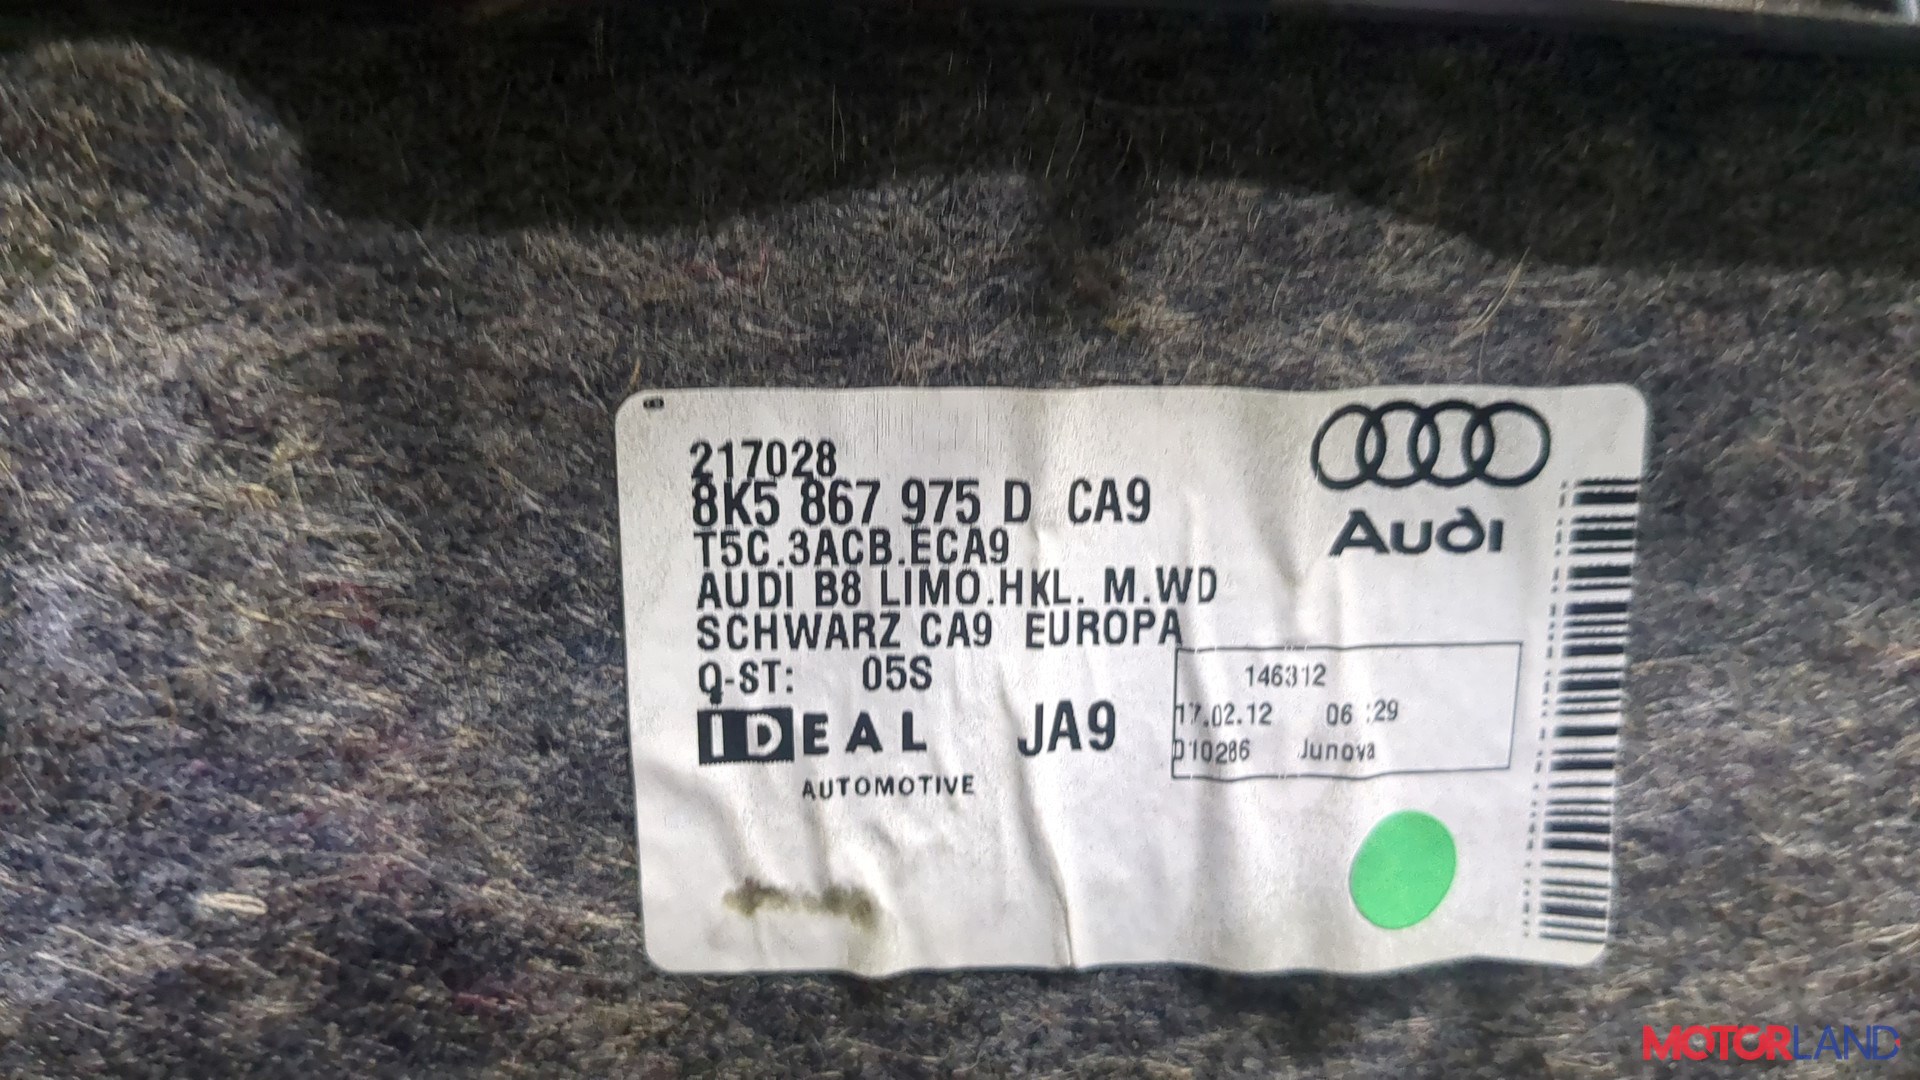 217028
8K5 867 975 D CA9
T5C.3ACB.ECA9
AUDI B8 LIMO.HKL. M.WD
SCHWARZ CA9 EUROPA
Q-ST: 05S
IDEAL
AUTOMOTIVE
JA9
Audi
146312
17.02.12 06:29
D10286 Junova
MOTORLAND